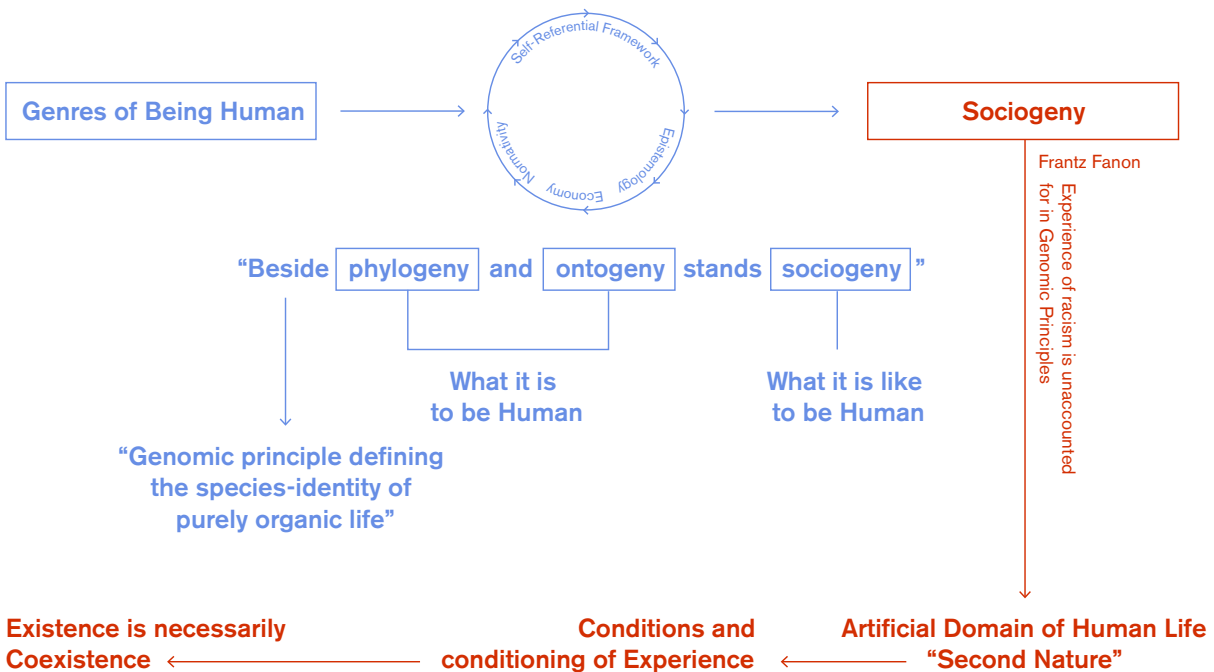 Self-Referential Framework
Epistemology
Economy
Normativity
Genres of Being Human
Sociogeny
Frantz Fanon
Experience of racism is unaccounted
for in Genomic Principles
“Beside phylogeny and ontogeny stands sociogeny”
What it is
to be Human
What it is like
to be Human
“Genomic principle defining
the species-identity of
purely organic life”
Artificial Domain of Human Life
“Second Nature”
Conditions and
conditioning of Experience
Existence is necessarily
Coexistence